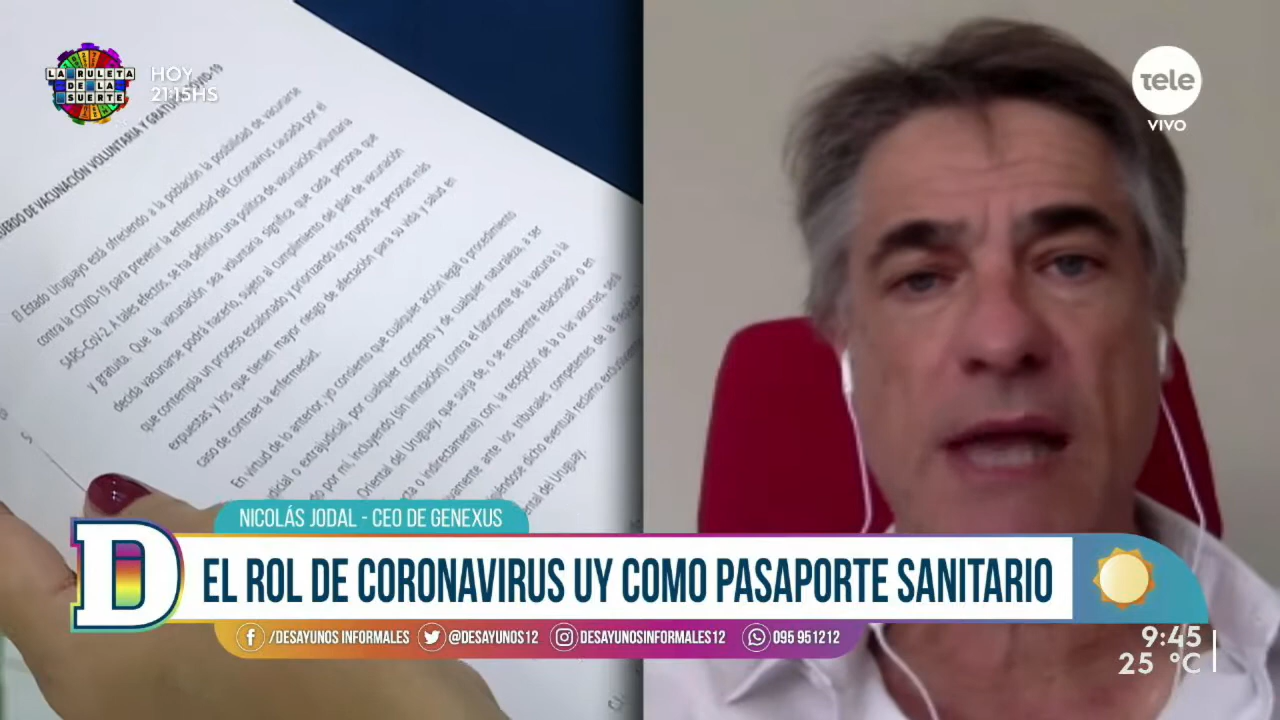 LA RULETA
DE LA
SUERTE
HOY
21:15HS
tele
VIVO
DE VACUNACIÓN VOLUNTARIA Y
El Estado Uruguayo está ofreciendo a la población la posibilidad de vacunarse
contra la COVID-19 para prevenir la enfermedad del Coronavirus causada por el
SARS-CoV-2. A tales efectos, se ha definido una política de vacunación voluntaria
y gratuita. Que la vacunación sea voluntaria significa que cada persona que
decida vacunarse podrá hacerlo, sujeto al cumplimiento del plan de vacunación
que contempla un proceso escalonado y priorizando los grupos de personas más
expuestas y los que tienen mayor riesgo de afectación para su vida y salud en
caso de contraer la enfermedad.
En virtud de lo anterior, yo consiento que cualquier acción legal o procedimiento
judicial o extrajudicial, por cualquier concepto y de cualquier naturaleza, a ser
por mí, incluyendo (sin limitación) contra el fabricante de la vacuna o la
Oriental del Uruguay, que surja de, o se encuentre relacionado o en
o indirectamente) con, la recepción de la o las vacunas, será
ante los tribunales competentes de la
dicho eventual reclamo exclusivamente
del Uruguay.
NICOLÁS JODAL - CEO DE GENEXUS
D
EL ROL DE CORONAVIRUS UY COMO PASAPORTE SANITARIO
/DESAYUNOS INFORMALES @DESAYUNOS12 DESAYUNOSINFORMALES12 095 951212
9:45
25 °C